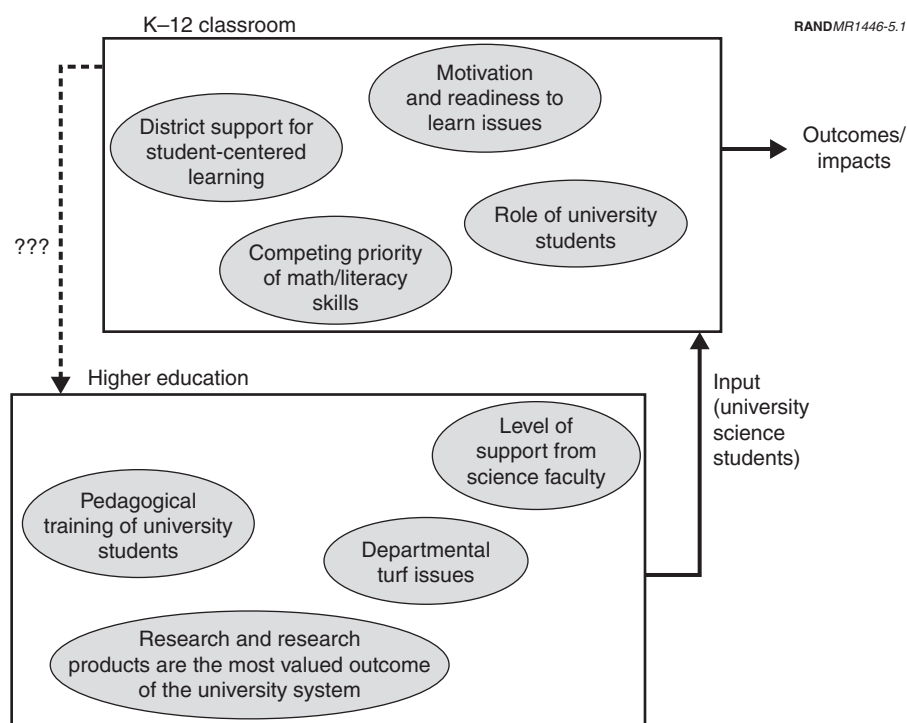 K–12 classroom
RANDMR1446-5.1
Motivation
and readiness to
learn issues
District support for
student-centered
learning
Outcomes/
impacts
Role of university
students
???
Competing priority
of math/literacy
skills
Higher education
Input
(university
science
students)
Level of
support from
science faculty
Pedagogical
training of university
students
Departmental
turf issues
Research and research
products are the most valued outcome
of the university system